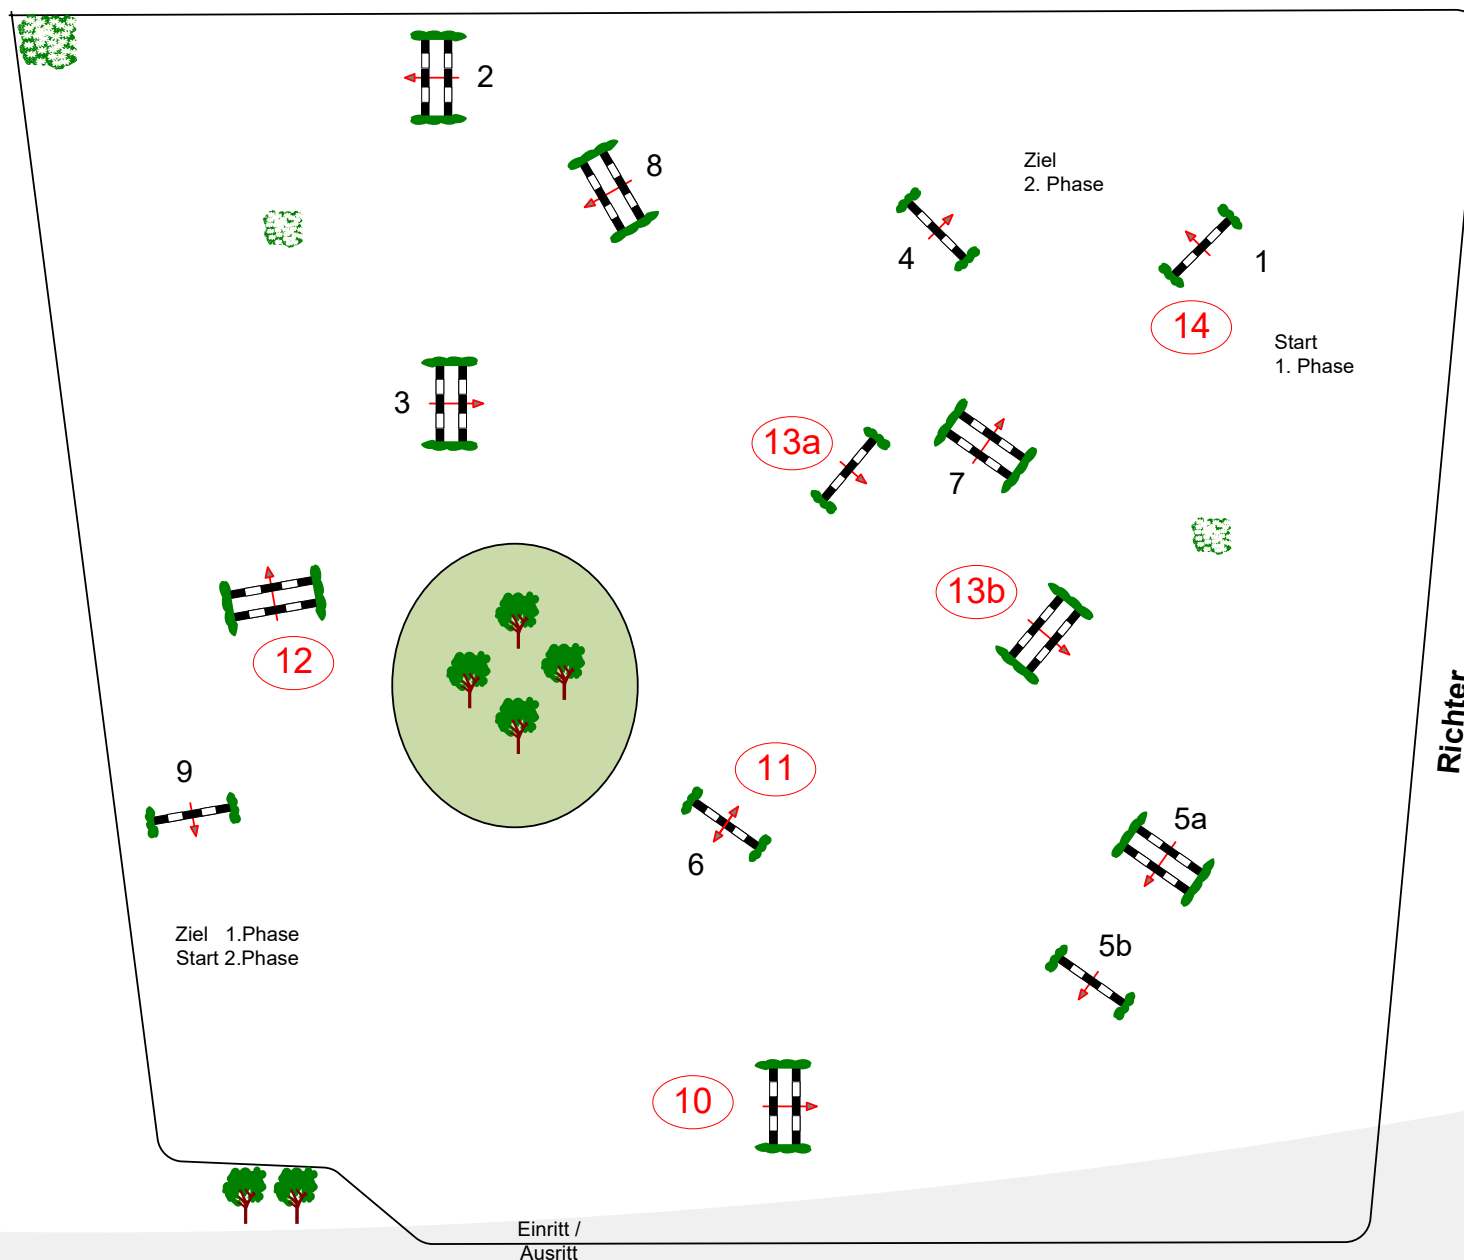 2
8
Ziel
2. Phase
4
1
14
Start
1. Phase
3
13a
7
13b
12
Richter
9
11
5a
6
Ziel 1.Phase
Start 2.Phase
5b
10
Einritt /
Ausritt